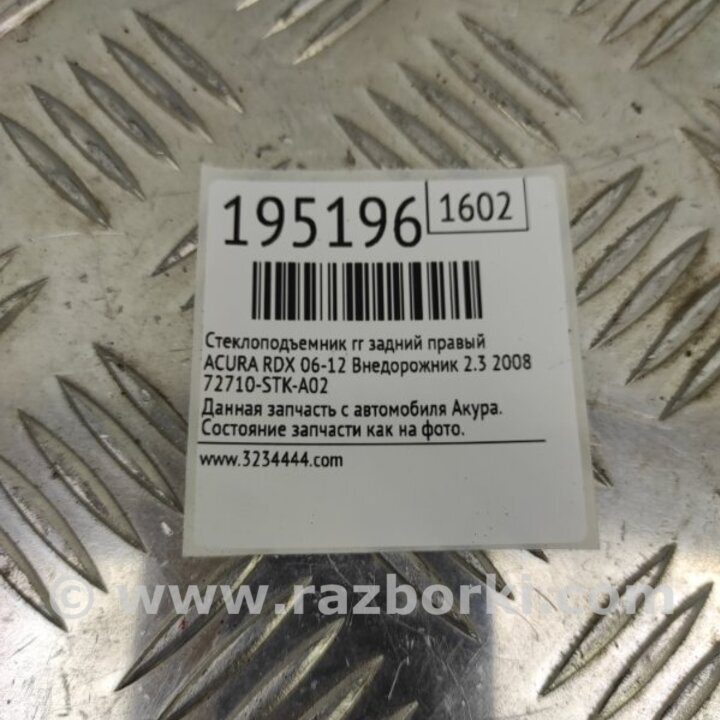 195196
1602
Стеклоподъемник гг задний правый
ACURA RDX 06-12 Внедорожник 2.3 2008
72710-STK-A02
Данная запчасть с автомобиля Акура.
Состояние запчасти как на фото.
www.3234444.com
© www.razborki.com